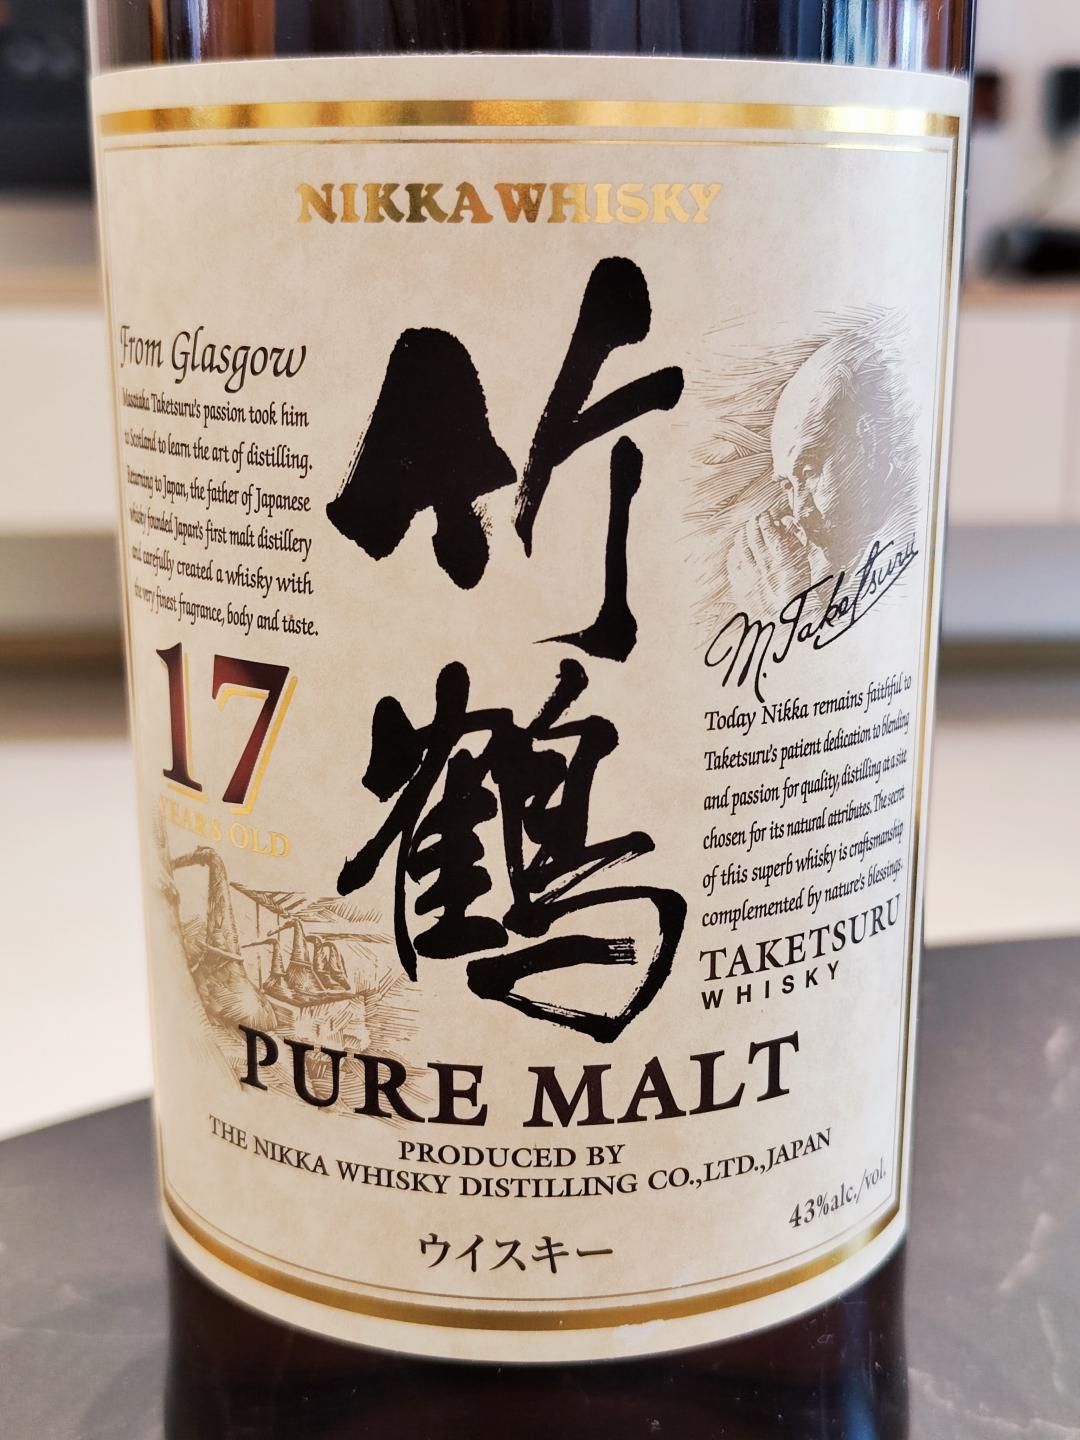 NIKKA WHISKY
竹鶴
From Glasgow
Masataka Taketsuru's passion took him
to Scotland to learn the art of distilling.
Returning to Japan, the father of Japanese
whisky founded Japan's first malt distillery
and carefully created a whisky with
the very finest fragrance, body and taste.
17
YEARS OLD
M. Taketsuru
Today Nikka remains faithful to
Taketsuru's patient dedication to blending
and passion for quality, distilling at a site
chosen for its natural attributes. The secret
of this superb whisky is craftsmanship
complemented by nature's blessings.
TAKETSURU
WHISKY
PURE MALT
PRODUCED BY
THE NIKKA WHISKY DISTILLING CO.,LTD.,JAPAN
43%alc./vol.
ウイスキー